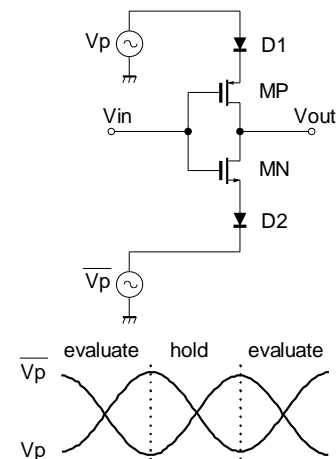 Vp
D1
MP
Vin
Vout
MN
D2
Vp
evaluate hold evaluate
Vp
Vp